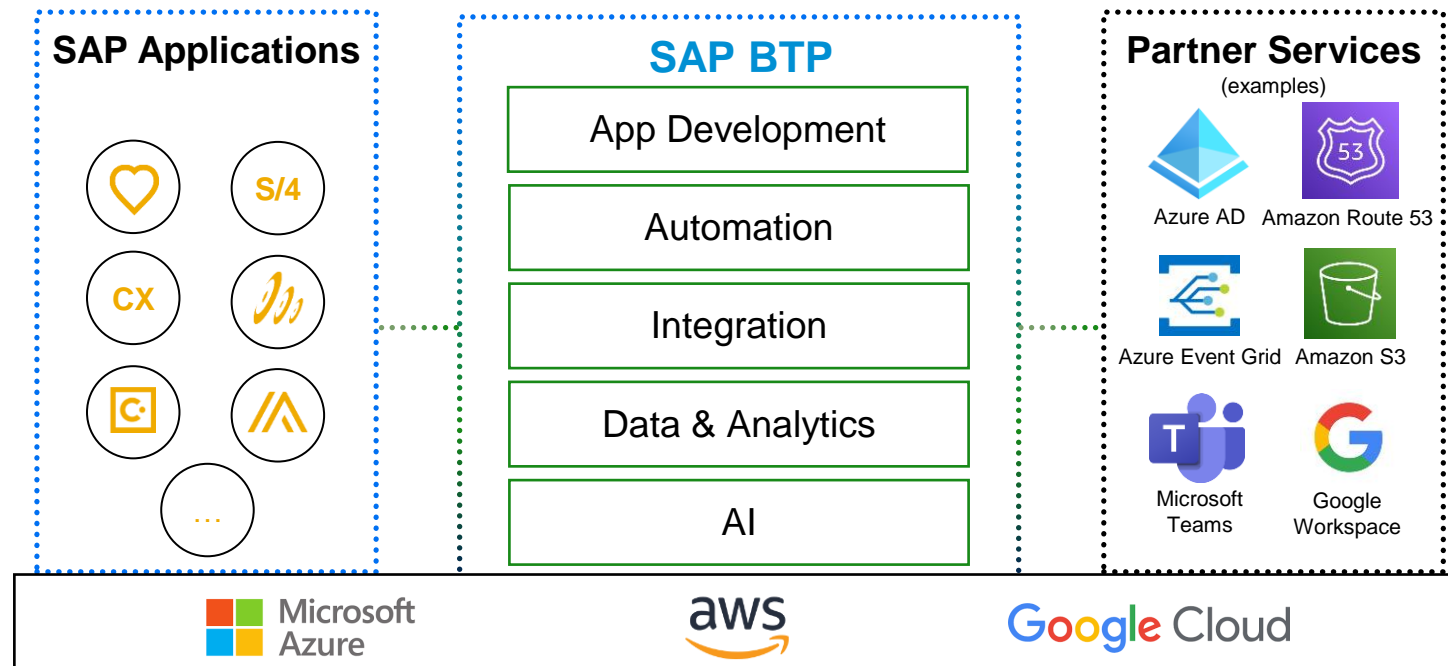 SAP Applications
S/4
CX
C.
...
SAP BTP
App Development
Automation
Integration
Data & Analytics
AI
Partner Services
(examples)
53
Azure AD
Amazon Route 53
Azure Event Grid
Amazon S3
T
Microsoft
Teams
G
Google
Workspace
Microsoft
Azure
aws
Google Cloud